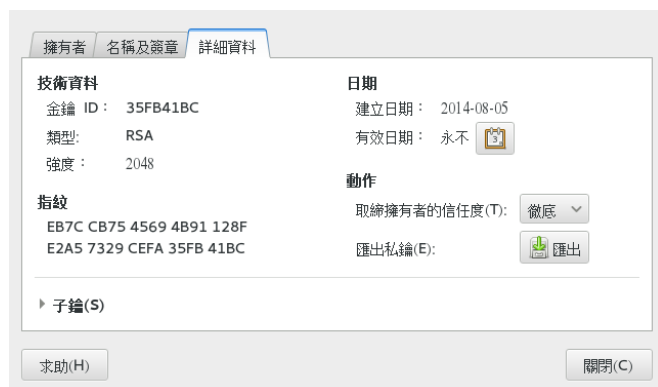 擁有者 名稱及簽章 詳細資料
技術資料
金鑰 ID： 35FB41BC
類型: RSA
強度： 2048
指紋
EB7C CB75 4569 4B91 128F
E2A5 7329 CEFA 35FB 41BC
日期
建立日期： 2014-08-05
有效日期： 永不
動作
取締擁有者的信任度(T): 徹底
匯出私鑰(E): 匯出
子鑰(S)
求助(H) 關閉(C)